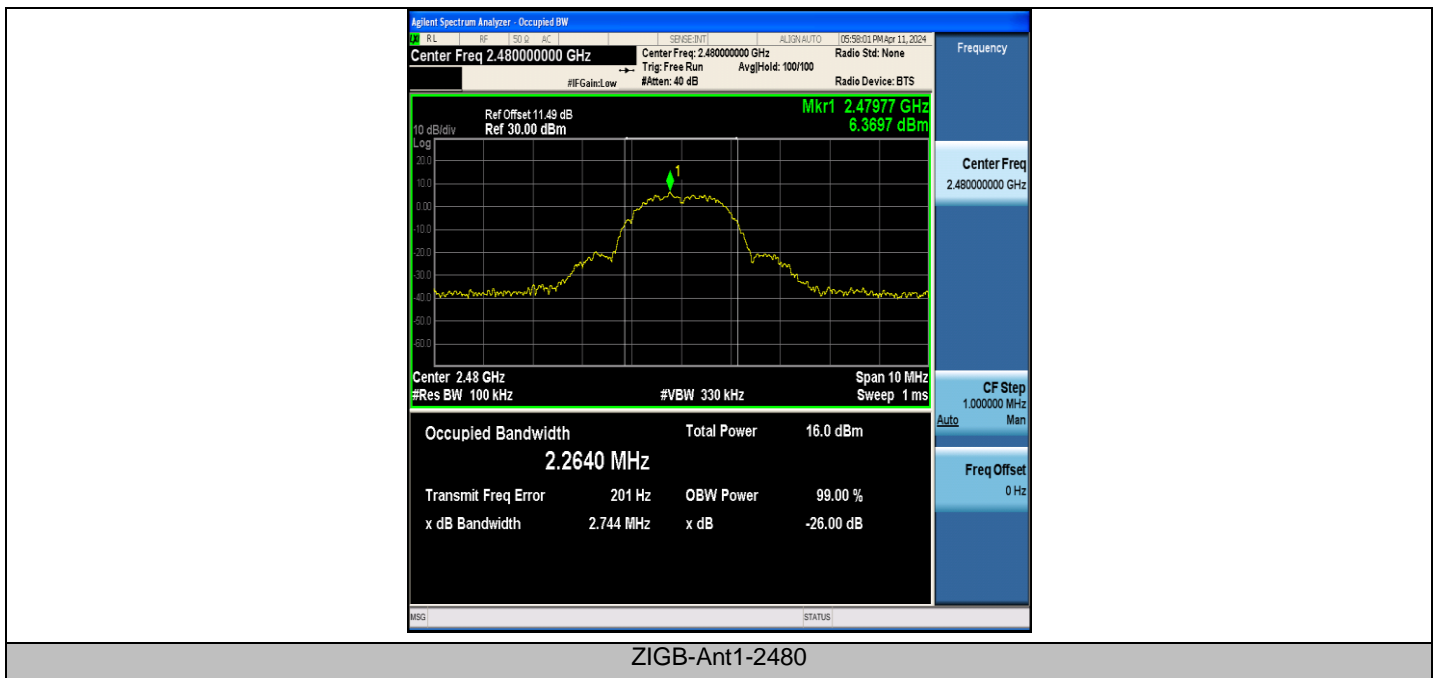 Agilent Spectrum Analyzer - Occupied BW
RL RF 50 Ω AC SENSE:INT ALIGN AUTO 05:58:01 PM Apr 11, 2024
Center Freq 2.480000000 GHz
Center Freq: 2.480000000 GHz
Radio Std: None
Trig: Free Run Avg|Hold: 100/100
#IFGain:Low #Atten: 40 dB
Radio Device: BTS
Frequency
Mkr1 2.47977 GHz
6.3697 dBm
Ref Offset 11.49 dB
10 dB/div Ref 30.00 dBm
Log
20.0
10.0
0.00
-10.0
-20.0
-30.0
-40.0
-50.0
-60.0
1
Center 2.48 GHz Span 10 MHz
#Res BW 100 kHz #VBW 330 kHz Sweep 1 ms
Center Freq
2.480000000 GHz
CF Step
1.000000 MHz
Auto Man
Freq Offset
0 Hz
Occupied Bandwidth Total Power 16.0 dBm
2.2640 MHz
Transmit Freq Error 201 Hz OBW Power 99.00 %
x dB Bandwidth 2.744 MHz x dB -26.00 dB
MSG STATUS
ZIGB-Ant1-2480